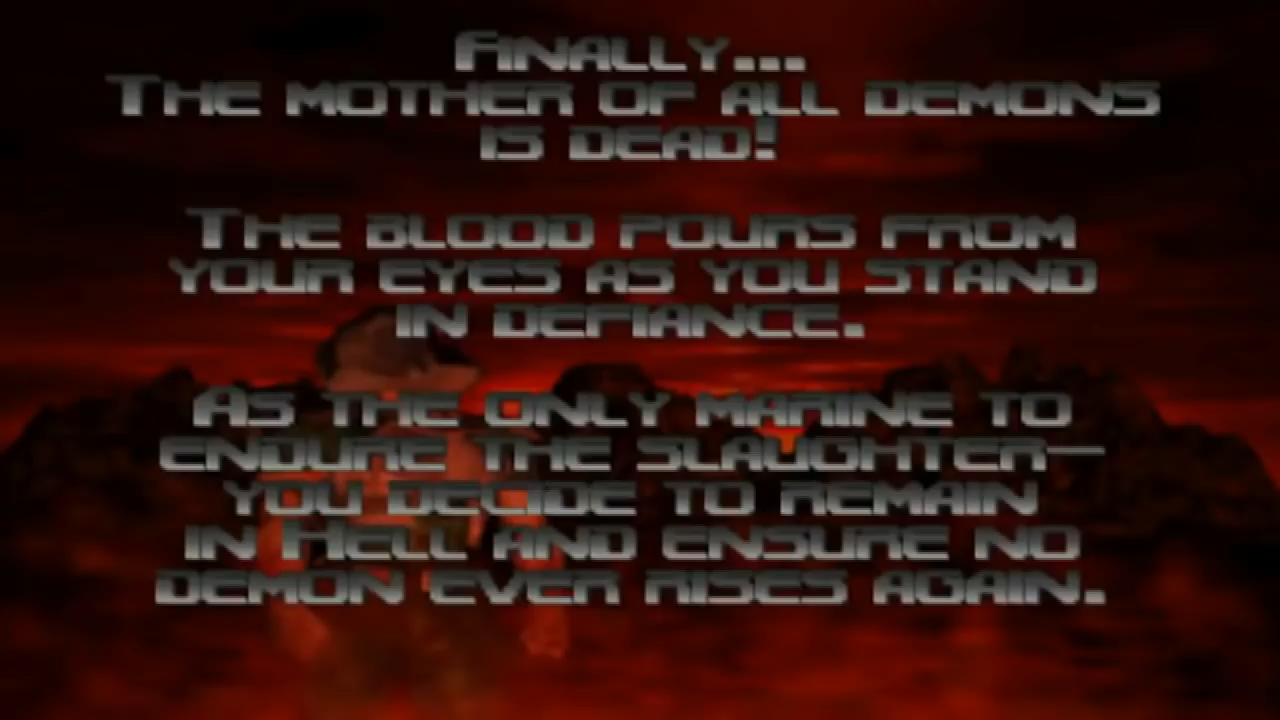 Finally...
The mother of all demons
is dead!
The blood pours from
your eyes as you stand
in defiance.
As the only marine to
endure the slaughter—
you decide to remain
in Hell and ensure no
demon ever rises again.